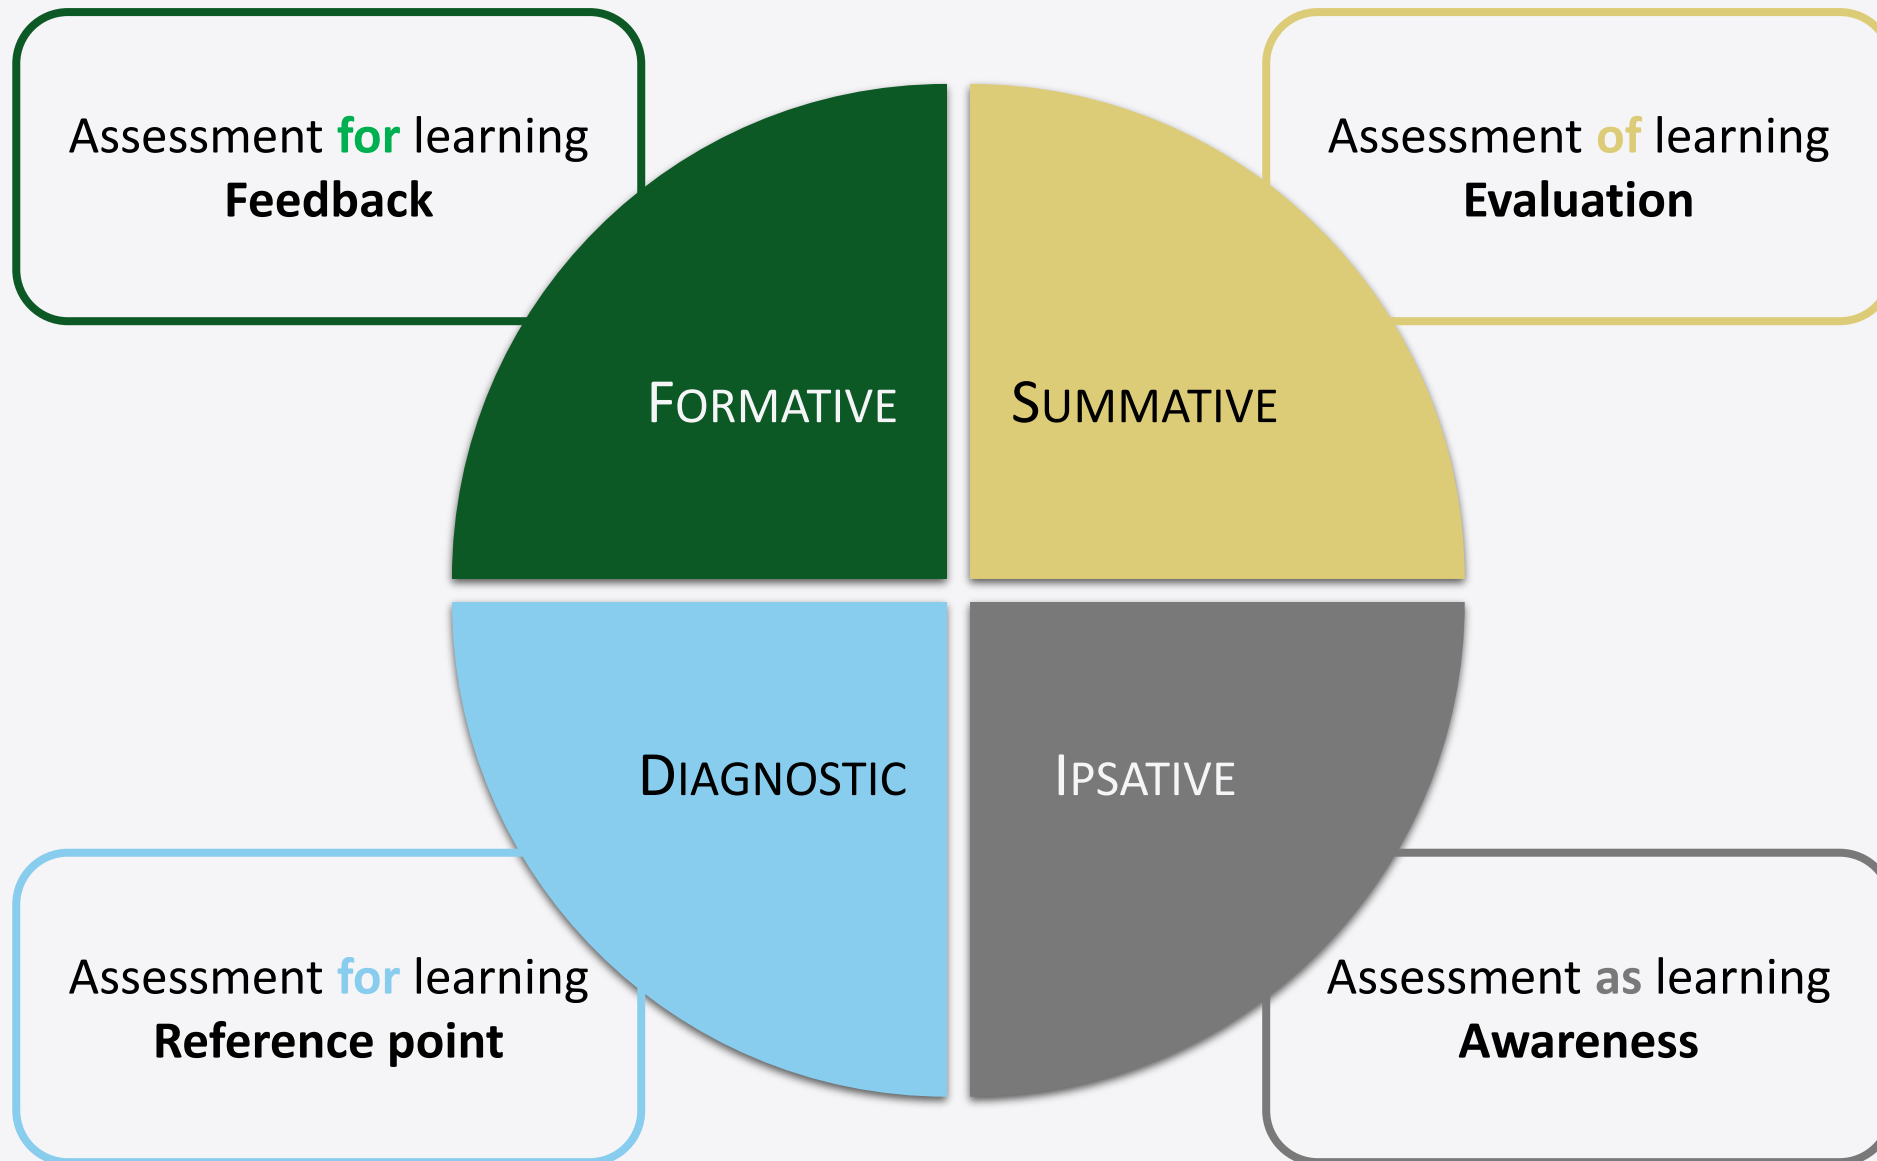 Assessment for learning
Feedback
Assessment of learning
Evaluation
FORMATIVE
SUMMATIVE
DIAGNOSTIC
IPSATIVE
Assessment for learning
Reference point
Assessment as learning
Awareness